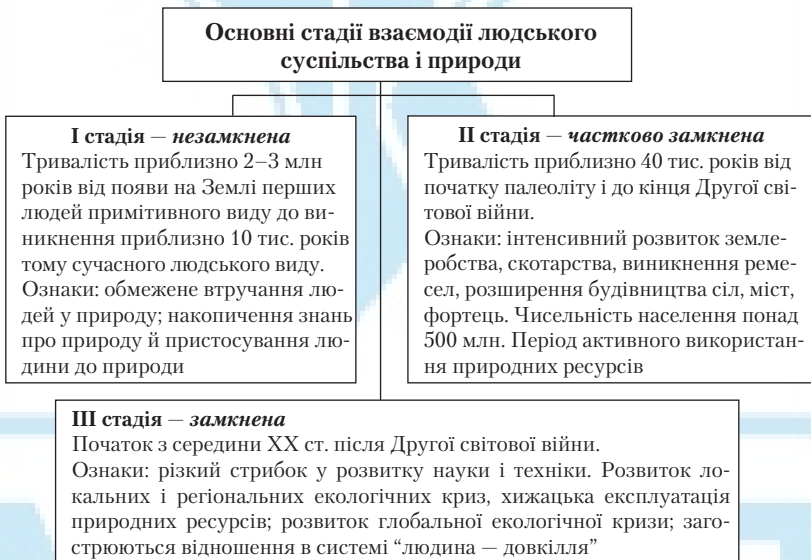 Основні стадії взаємодії людського
суспільства і природи
І стадія — незамкнена
Тривалість приблизно 2–3 млн
років від появи на Землі перших
людей примітивного виду до ви-
никнення приблизно 10 тис. років
тому сучасного людського виду.
Ознаки: обмежене втручання лю-
дей у природу; накопичення знань
про природу й пристосування лю-
дини до природи
ІІ стадія — частково замкнена
Тривалість приблизно 40 тис. років від
початку палеоліту і до кінця Другої сві-
тової війни.
Ознаки: інтенсивний розвиток земле-
робства, скотарства, виникнення реме-
сел, розширення будівництва сіл, міст,
фортець. Чисельність населення понад
500 млн. Період активного використан-
ня природних ресурсів
ІІІ стадія — замкнена
Початок з середини ХХ ст. після Другої світової війни.
Ознаки: різкий стрибок у розвитку науки і техніки. Розвиток ло-
кальних і регіональних екологічних криз, хижацька експлуатація
природних ресурсів; розвиток глобальної екологічної кризи; заго-
стрюються відношення в системі “людина — довкілля”